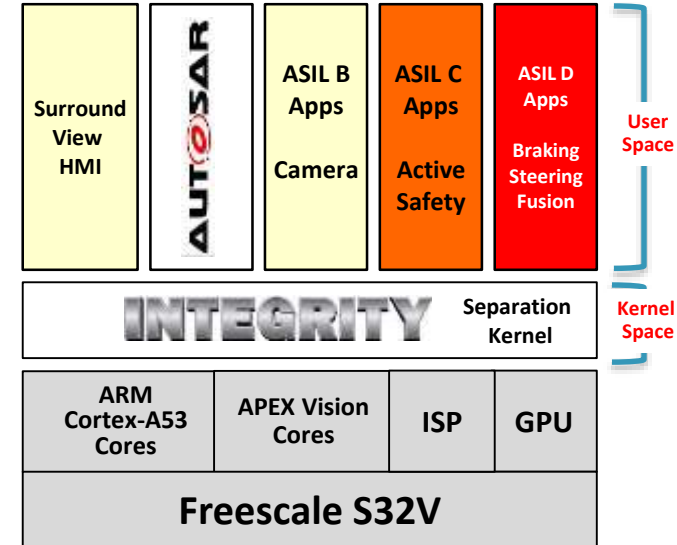 Surround
View
HMI
AUTOSAR
ASIL B
Apps
Camera
ASIL C
Apps
Active
Safety
ASIL D
Apps
Braking
Steering
Fusion
User
Space
INTEGRITY
Separation
Kernel
Kernel
Space
ARM
Cortex-A53
Cores
APEX Vision
Cores
ISP
GPU
Freescale S32V